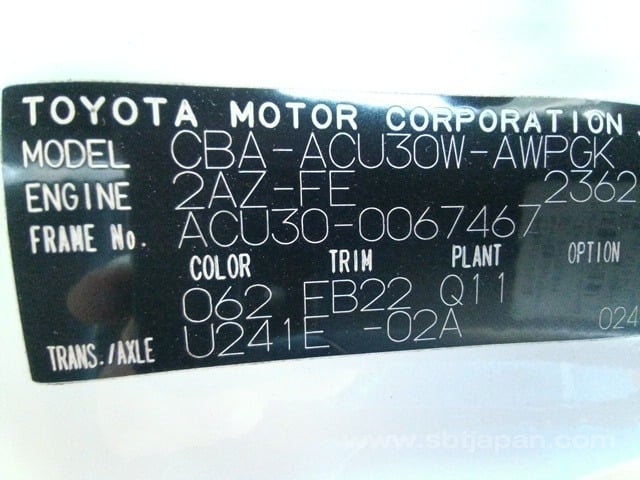 TOYOTA MOTOR CORPORATION
MODEL CBA-ACU30W-AWPGK
ENGINE 2AZ-FE 2362
FRAME No. ACU30-0067467
COLOR TRIM PLANT OPTION
062 FB22 Q11
TRANS./AXLE U241E -02A 024
www.sbtjapan.com